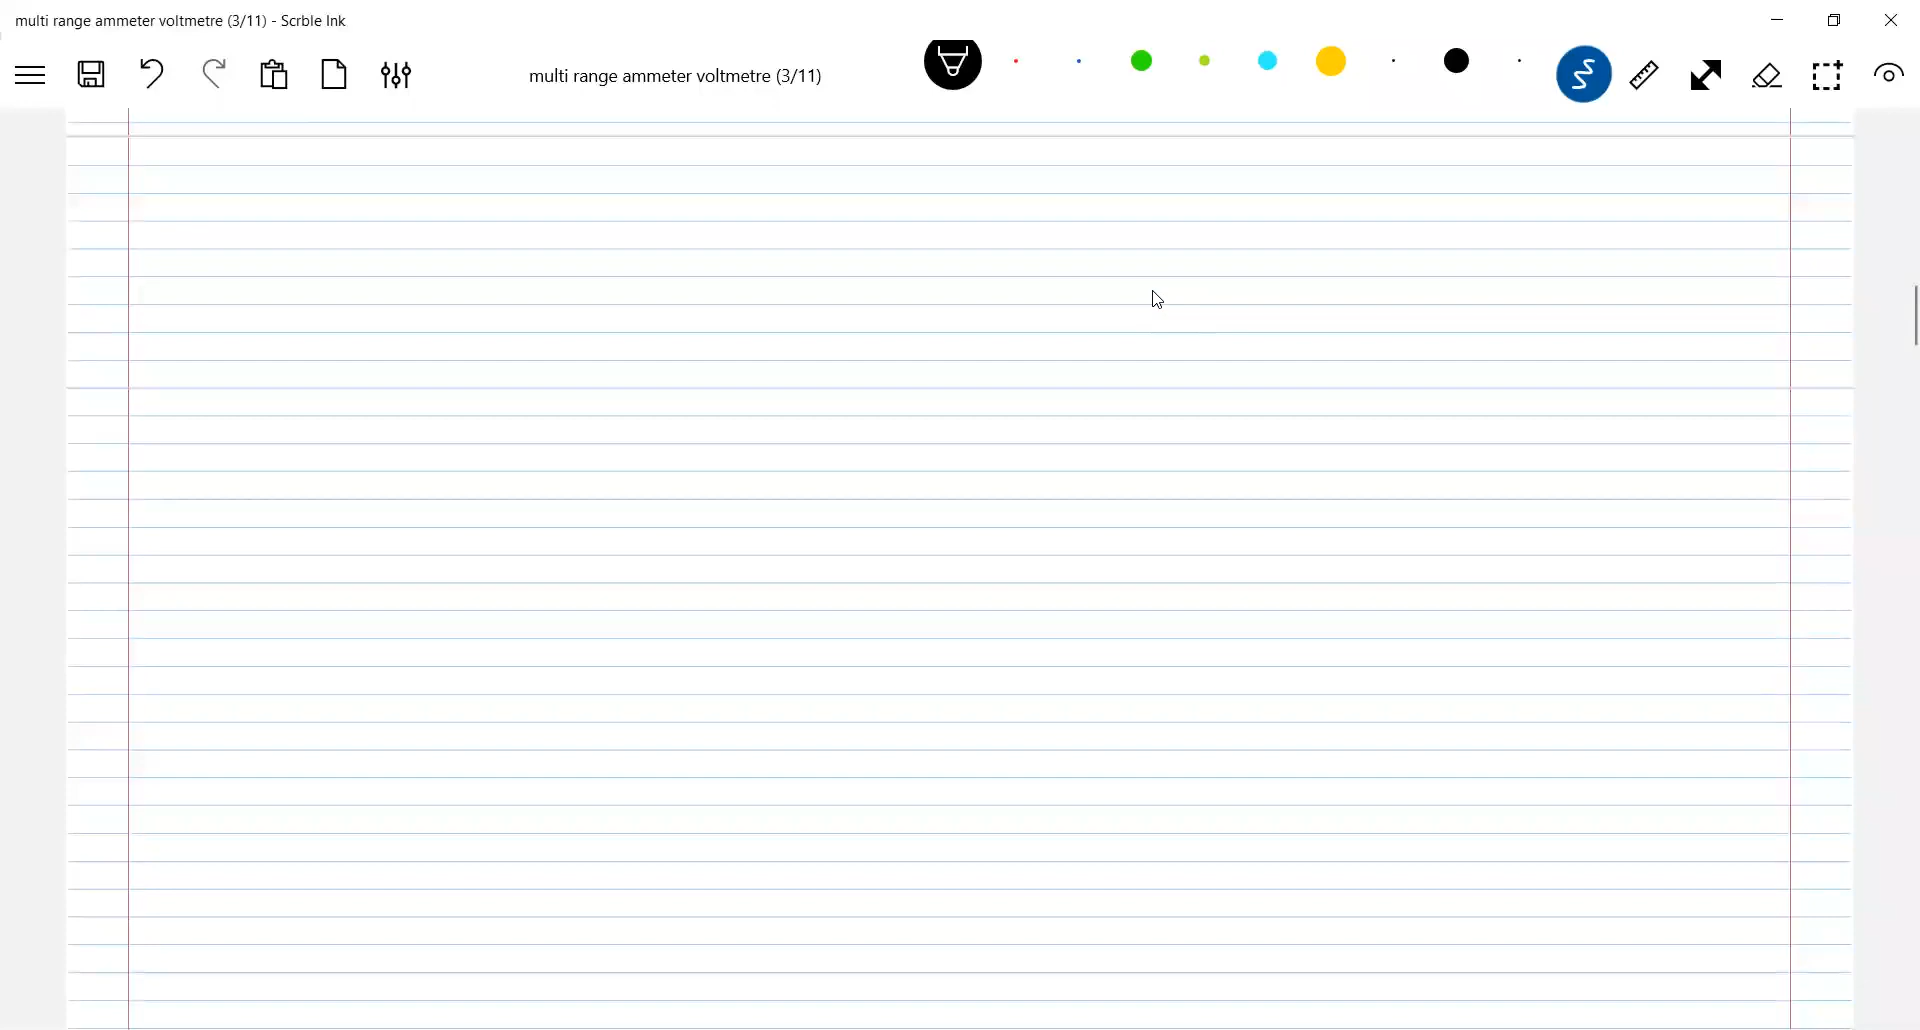 multi range ammeter voltmetre (3/11) - Scrble Ink
multi range ammeter voltmetre (3/11)